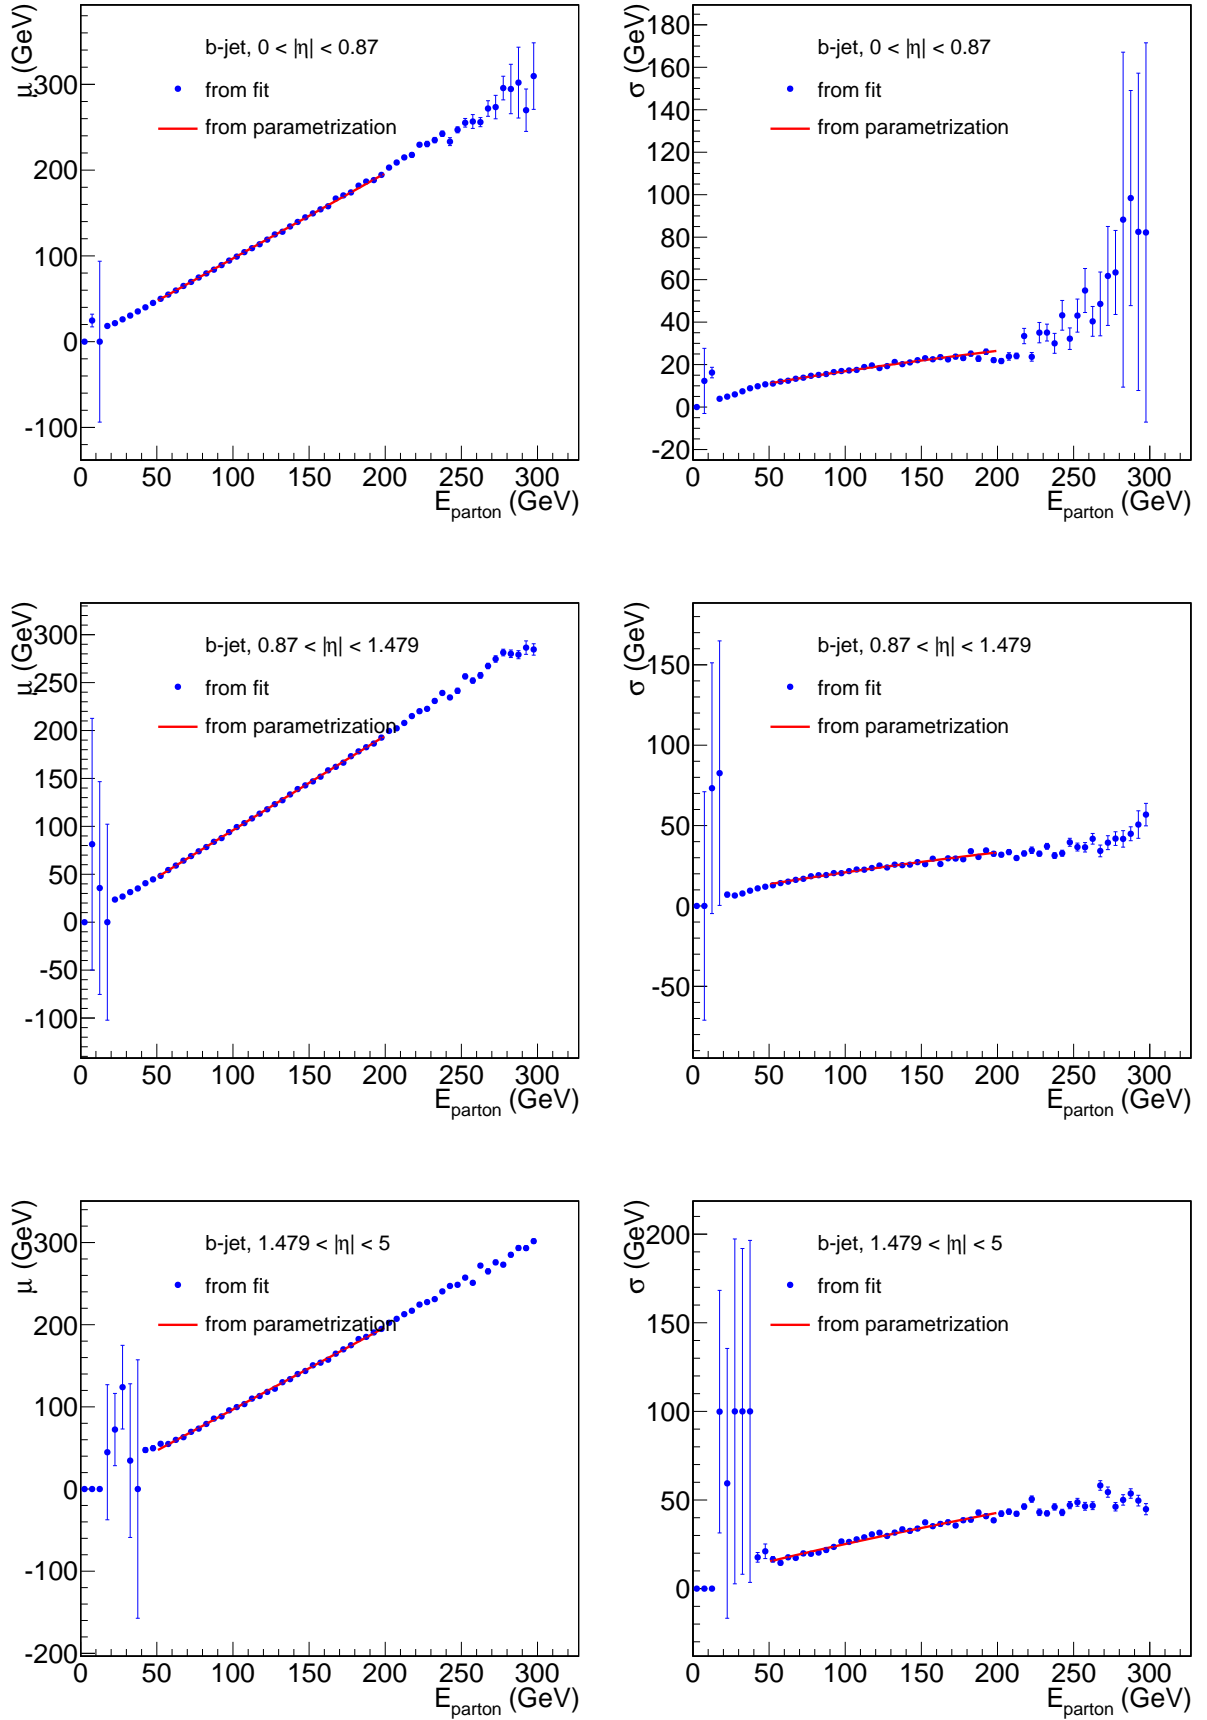 μ (GeV)
b-jet, 0 < |η| < 0.87
from fit
from parametrization
300
200
100
0
-100
0 50 100 150 200 250 300
E_parton (GeV)
σ (GeV)
b-jet, 0 < |η| < 0.87
from fit
from parametrization
180
160
140
120
100
80
60
40
20
0
-20
0 50 100 150 200 250 300
E_parton (GeV)
μ (GeV)
b-jet, 0.87 < |η| < 1.479
from fit
from parametrization
300
250
200
150
100
50
0
-50
-100
0 50 100 150 200 250 300
E_parton (GeV)
σ (GeV)
b-jet, 0.87 < |η| < 1.479
from fit
from parametrization
150
100
50
0
-50
0 50 100 150 200 250 300
E_parton (GeV)
μ (GeV)
b-jet, 1.479 < |η| < 5
from fit
from parametrization
300
200
100
0
-100
-200
0 50 100 150 200 250 300
E_parton (GeV)
σ (GeV)
b-jet, 1.479 < |η| < 5
from fit
from parametrization
200
150
100
50
0
0 50 100 150 200 250 300
E_parton (GeV)